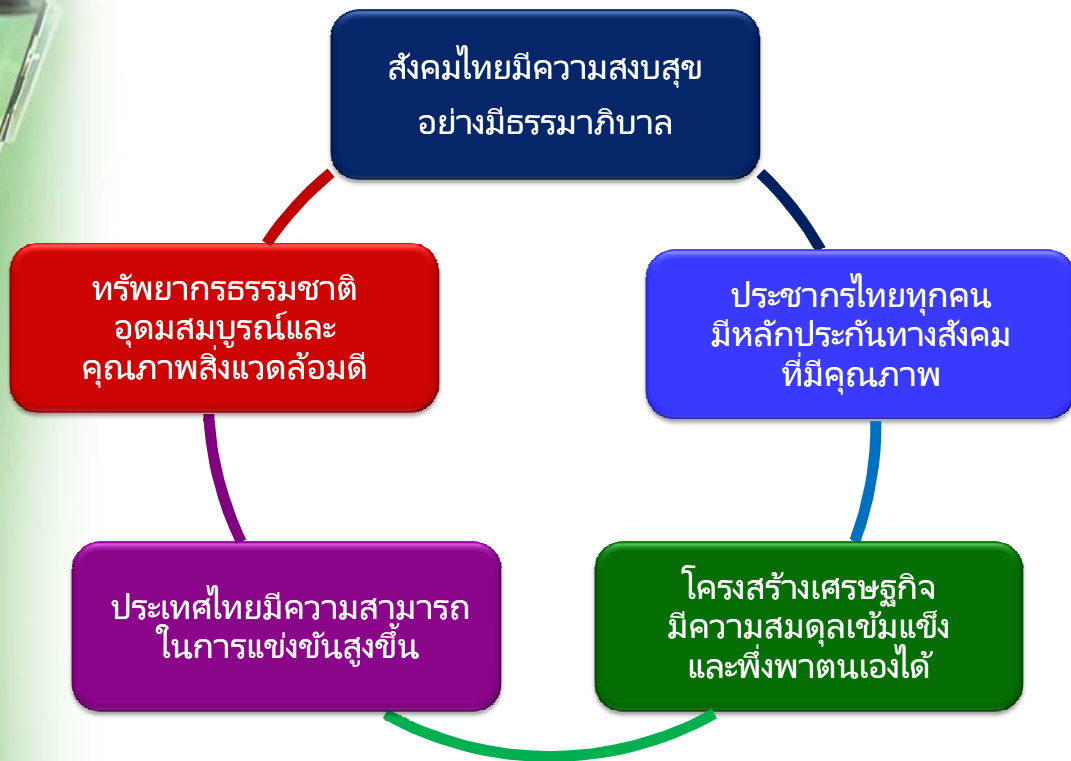 สังคมไทยมีความสงบสุข
อย่างมีธรรมาภิบาล
ทรัพยากรธรรมชาติ
อุดมสมบูรณ์และ
คุณภาพสิ่งแวดล้อมดี
ประชากรไทยทุกคน
มีหลักประกันทางสังคม
ที่มีคุณภาพ
ประเทศไทยมีความสามารถ
ในการแข่งขันสูงขึ้น
โครงสร้างเศรษฐกิจ
มีความสมดุลเข้มแข็ง
และพึ่งพาตนเองได้